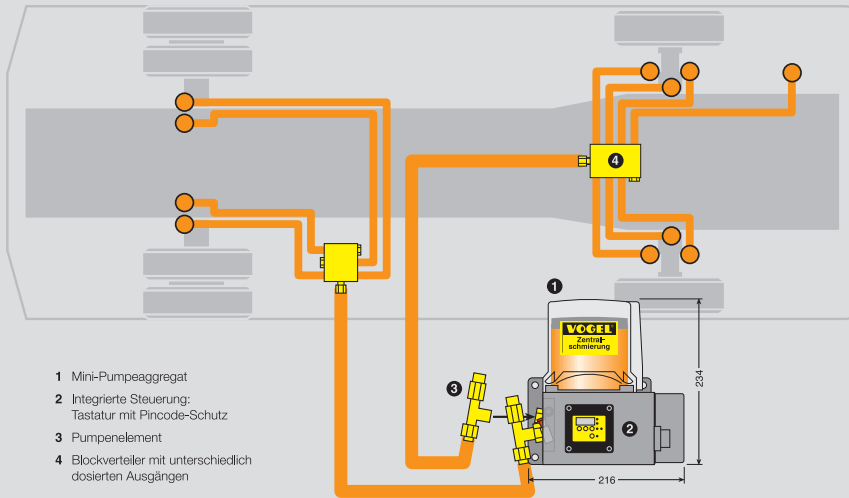 4
1
VOGEL
Zentral-
schmierung
234
3
2
216
1 Mini-Pumpeaggregat
2 Integrierte Steuerung:
Tastatur mit Pincode-Schutz
3 Pumpenelement
4 Blockverteiler mit unterschiedlich
dosierten Ausgängen